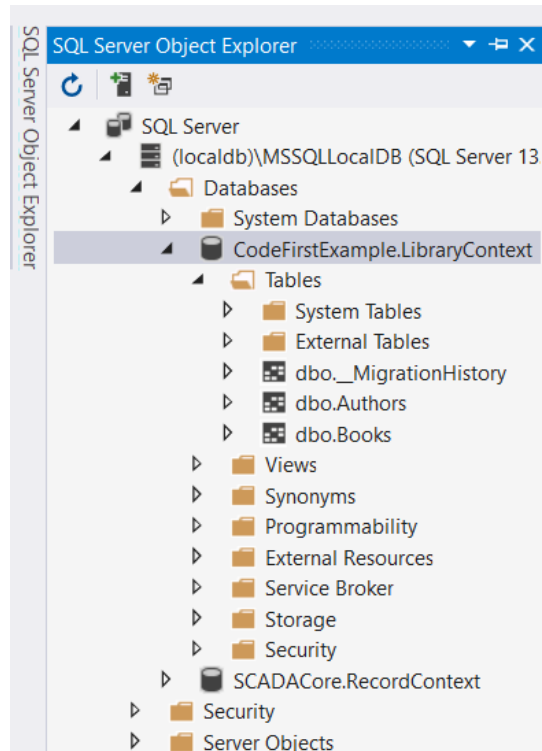 SQL Server Object Explorer
SQL Server Object Explorer
SQL Server
(localdb)\MSSQLLocalDB (SQL Server 13
Databases
System Databases
CodeFirstExample.LibraryContext
Tables
System Tables
External Tables
dbo.__MigrationHistory
dbo.Authors
dbo.Books
Views
Synonyms
Programmability
External Resources
Service Broker
Storage
Security
SCADACore.RecordContext
Security
Server Objects